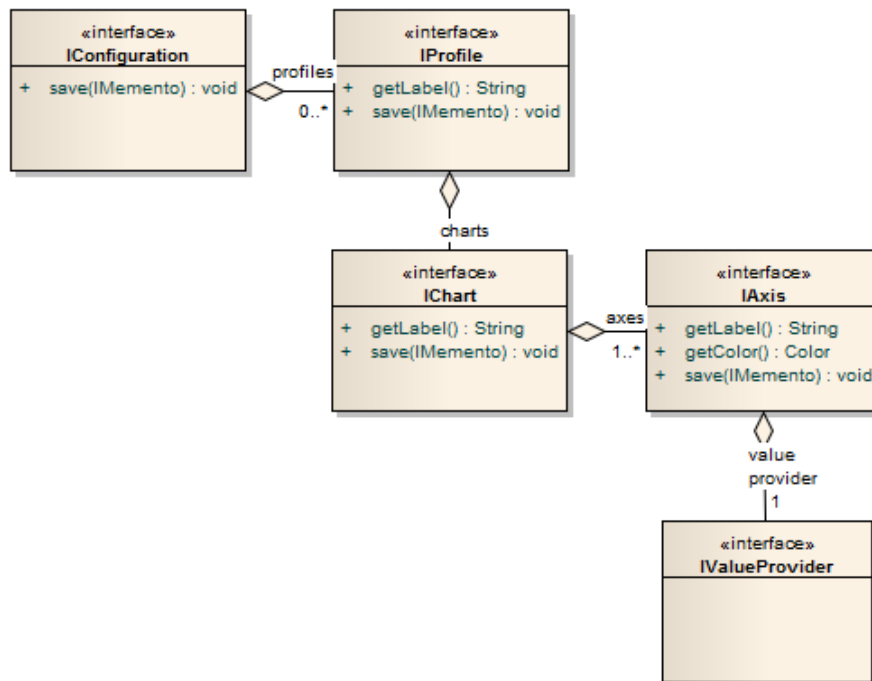 «interface»
IConfiguration
+ save(IMemento) : void
profiles
0..*
«interface»
IProfile
+ getLabel() : String
+ save(IMemento) : void
charts
«interface»
IChart
+ getLabel() : String
+ save(IMemento) : void
axes
1..*
«interface»
IAxis
+ getLabel() : String
+ getColor() : Color
+ save(IMemento) : void
value
provider
1
«interface»
IValueProvider